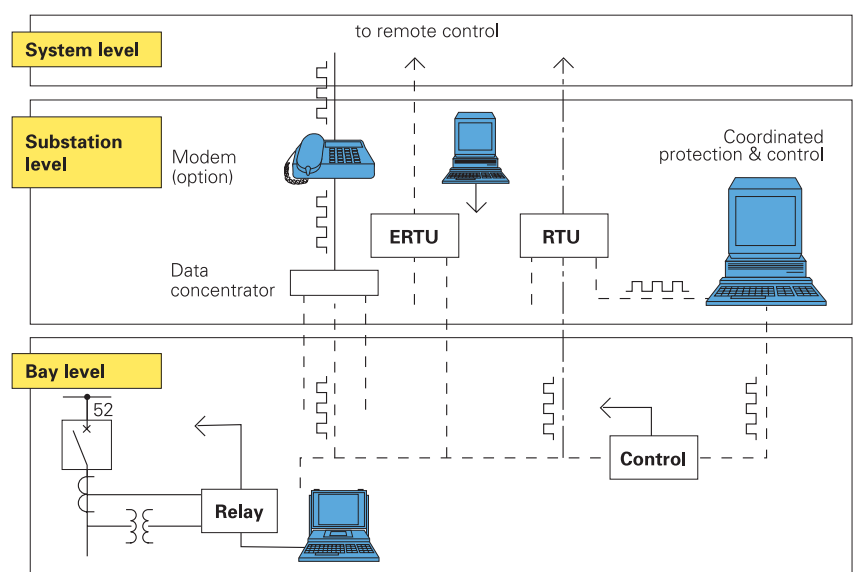 to remote control
System level
Substation
level
Modem
(option)
Coordinated
protection & control
ERTU
RTU
Data
concentrator
Bay level
52
Control
Relay